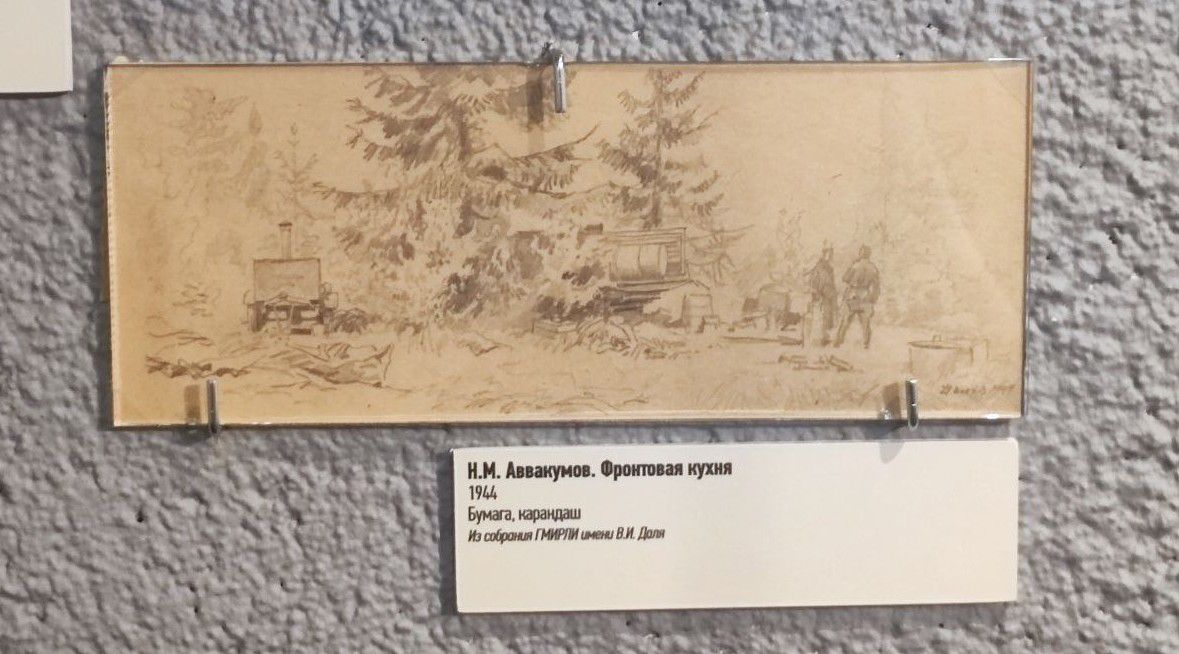 Н.М. Аввакумов. Фронтовая кухня
1944
Бумага, карандаш
Из собрания ГМИРЛИ имени В.И. Даля